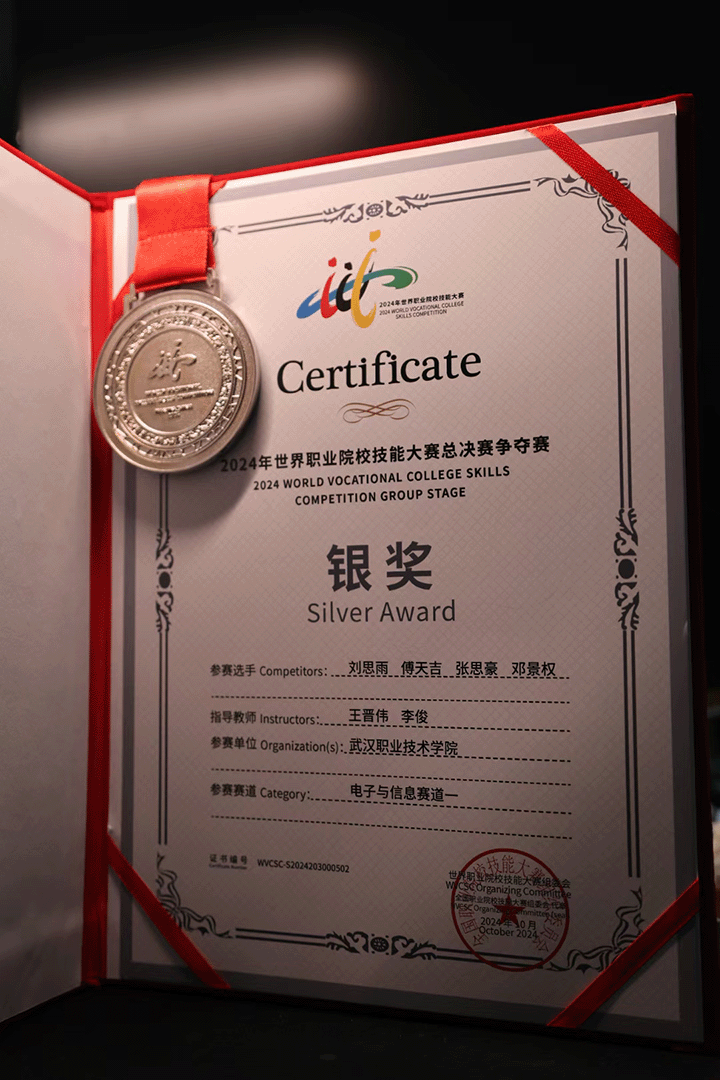 2024年世界职业院校技能大赛
2024 WORLD VOCATIONAL COLLEGE
SKILLS COMPETITION
Certificate
2024年世界职业院校技能大赛总决赛争夺赛
2024 WORLD VOCATIONAL COLLEGE SKILLS
COMPETITION GROUP STAGE
银奖
Silver Award
参赛选手 Competitors: 刘思雨 傅天吉 张思豪 邓景权
指导教师 Instructors: 王晋伟 李俊
参赛单位 Organization(s): 武汉职业技术学院
参赛赛道 Category: 电子与信息赛道一
证书编号 WVCSC-S2024203000502
Certificate Number
世界职业院校技能大赛组委会
WVCSC Organizing Committee
2024年10月
October 2024